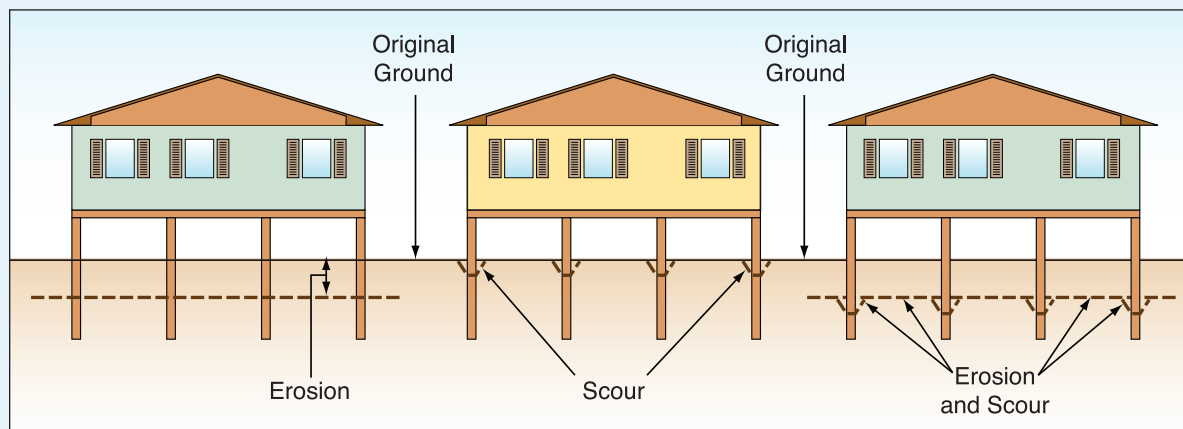 Original
Ground
Original
Ground
Erosion
Scour
Erosion
and Scour